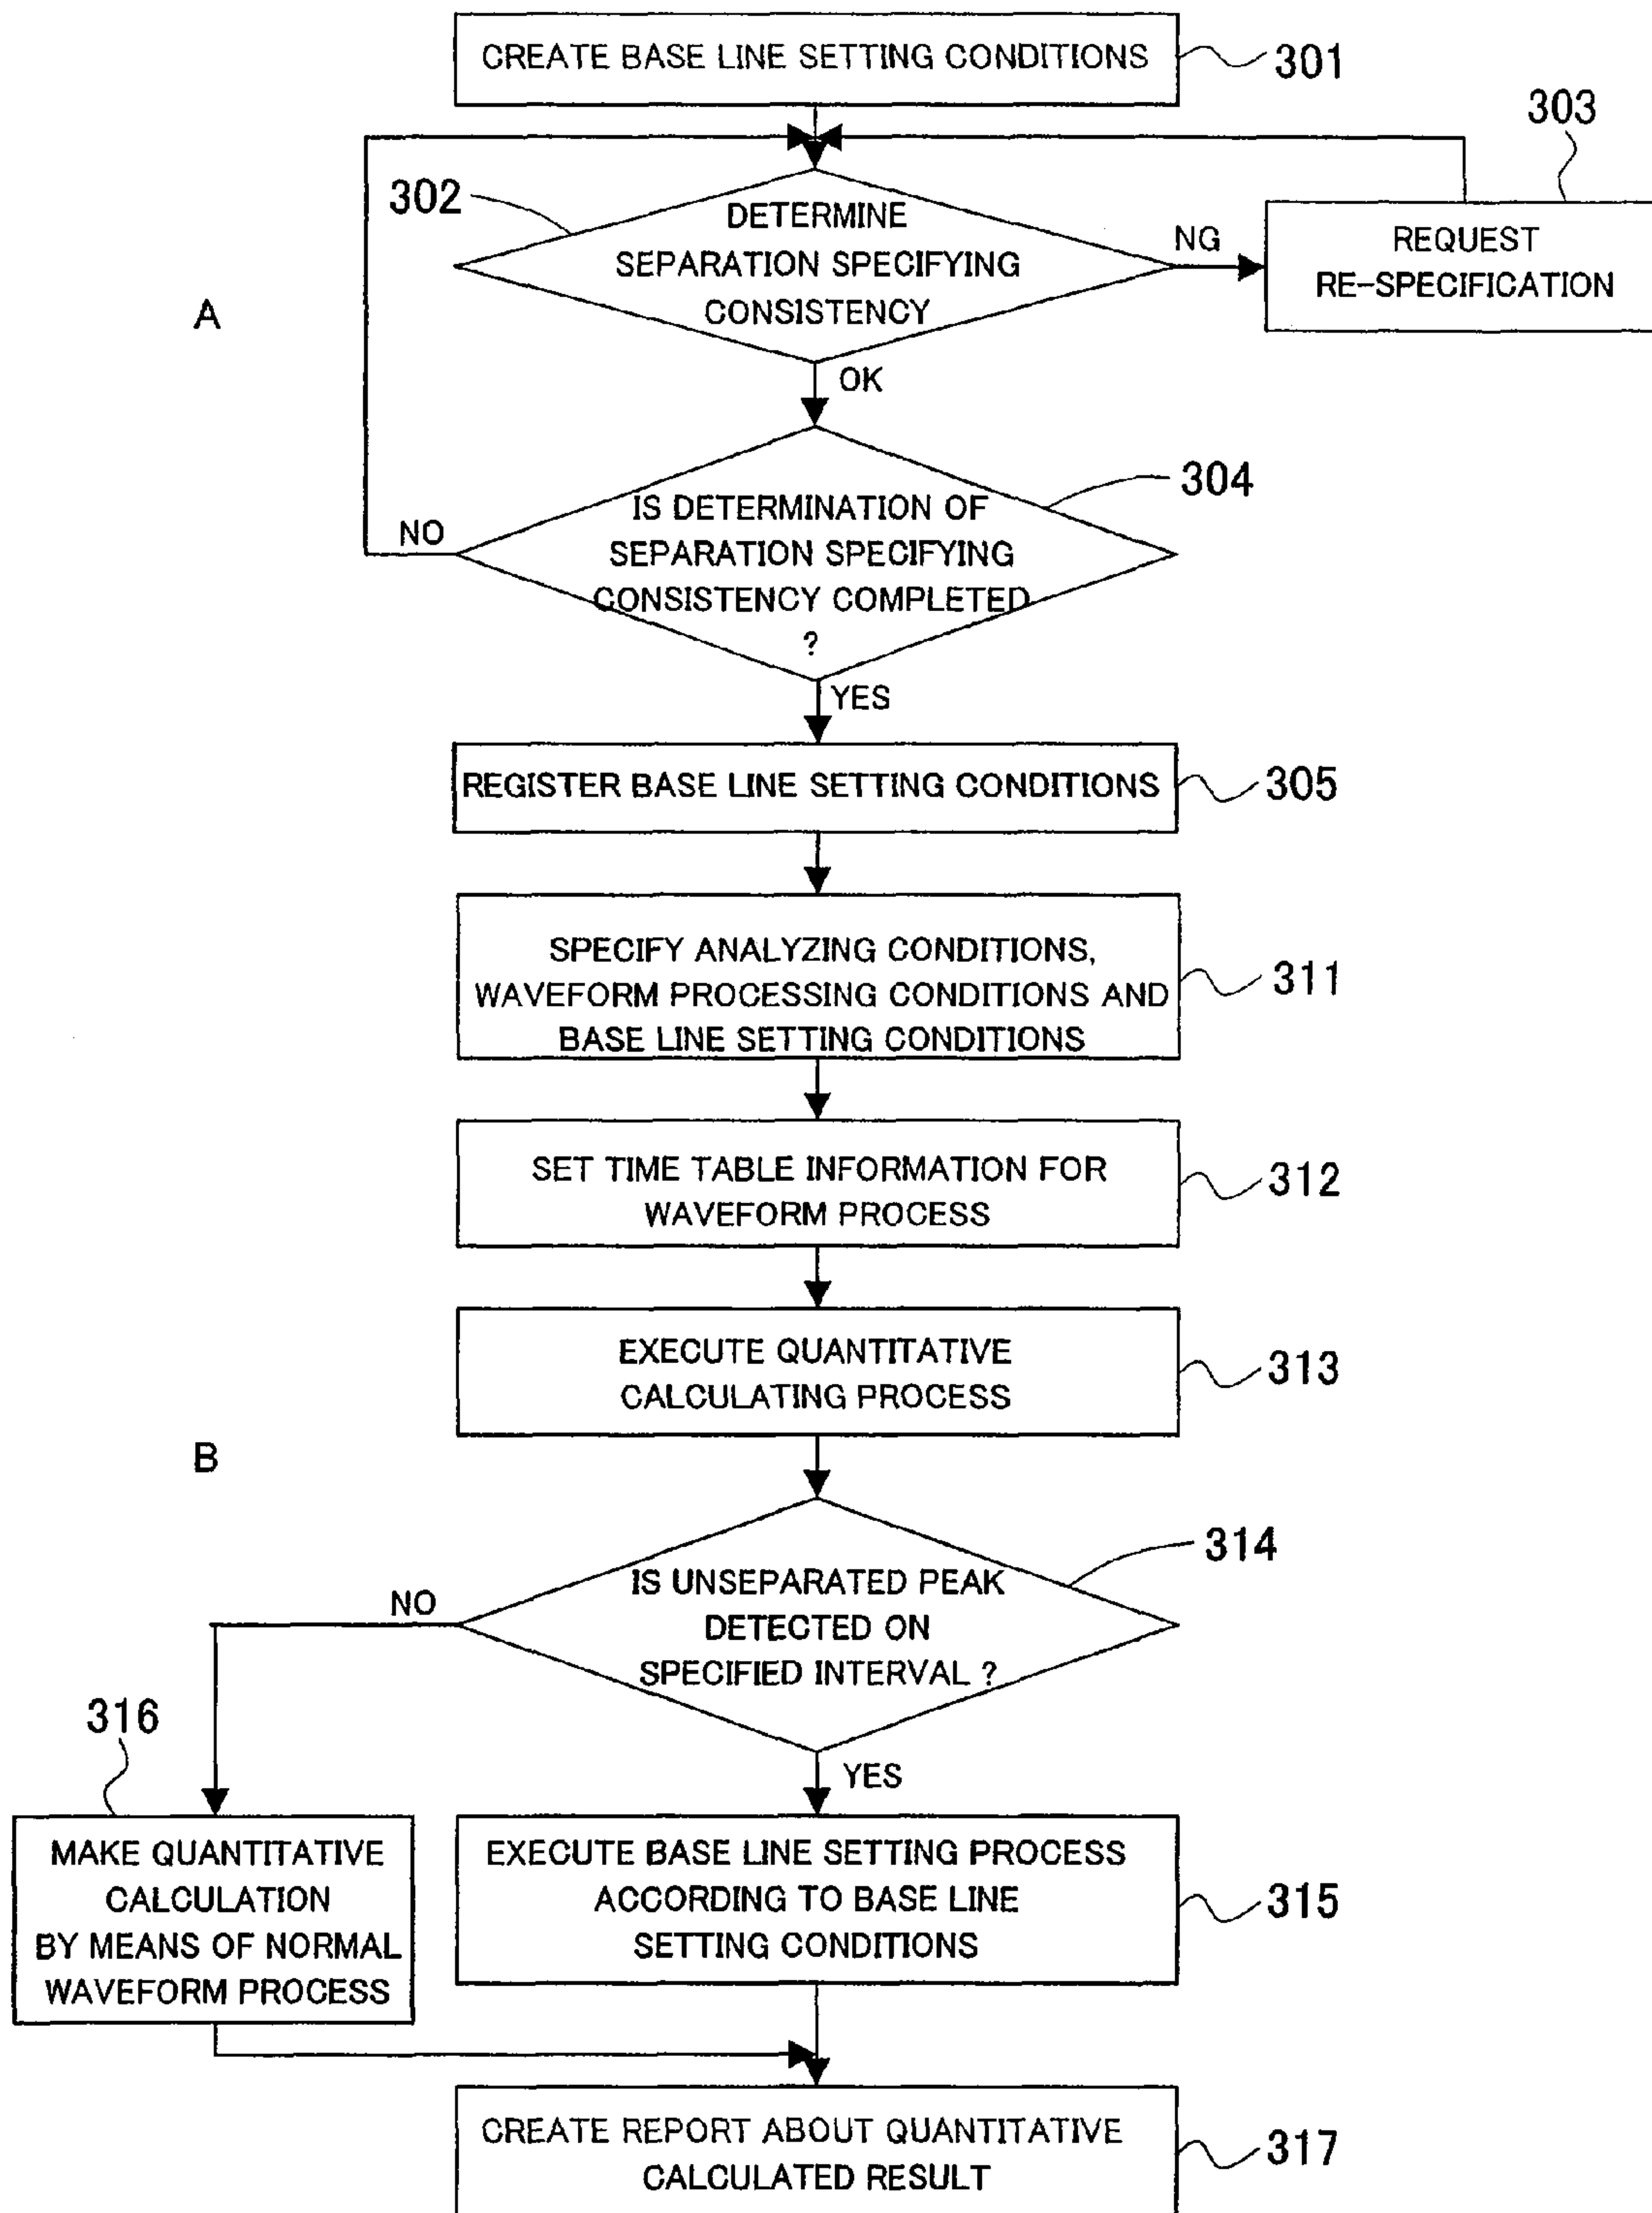 CREATE BASE LINE SETTING CONDITIONS
301
303
302
DETERMINE
SEPARATION SPECIFYING
CONSISTENCY
NG
REQUEST
RE-SPECIFICATION
A
OK
304
IS DETERMINATION OF
SEPARATION SPECIFYING
CONSISTENCY COMPLETED
?
NO
YES
REGISTER BASE LINE SETTING CONDITIONS
305
SPECIFY ANALYZING CONDITIONS,
WAVEFORM PROCESSING CONDITIONS AND
BASE LINE SETTING CONDITIONS
311
SET TIME TABLE INFORMATION FOR
WAVEFORM PROCESS
312
EXECUTE QUANTITATIVE
CALCULATING PROCESS
313
B
314
IS UNSEPARATED PEAK
DETECTED ON
SPECIFIED INTERVAL ?
NO
YES
316
MAKE QUANTITATIVE
CALCULATION
BY MEANS OF NORMAL
WAVEFORM PROCESS
EXECUTE BASE LINE SETTING PROCESS
ACCORDING TO BASE LINE
SETTING CONDITIONS
315
CREATE REPORT ABOUT QUANTITATIVE
CALCULATED RESULT
317